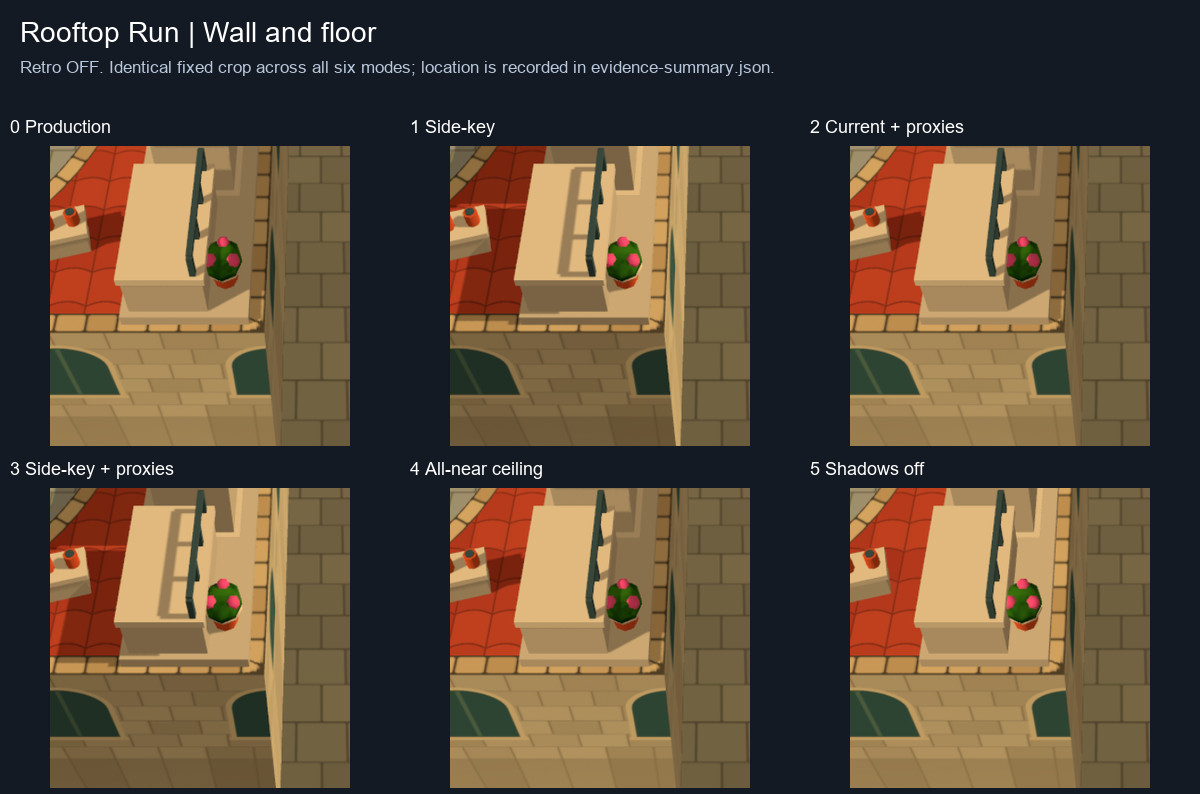 Rooftop Run | Wall and floor
Retro OFF. Identical fixed crop across all six modes; location is recorded in evidence-summary.json.
0 Production
1 Side-key
2 Current + proxies
3 Side-key + proxies
4 All-near ceiling
5 Shadows off